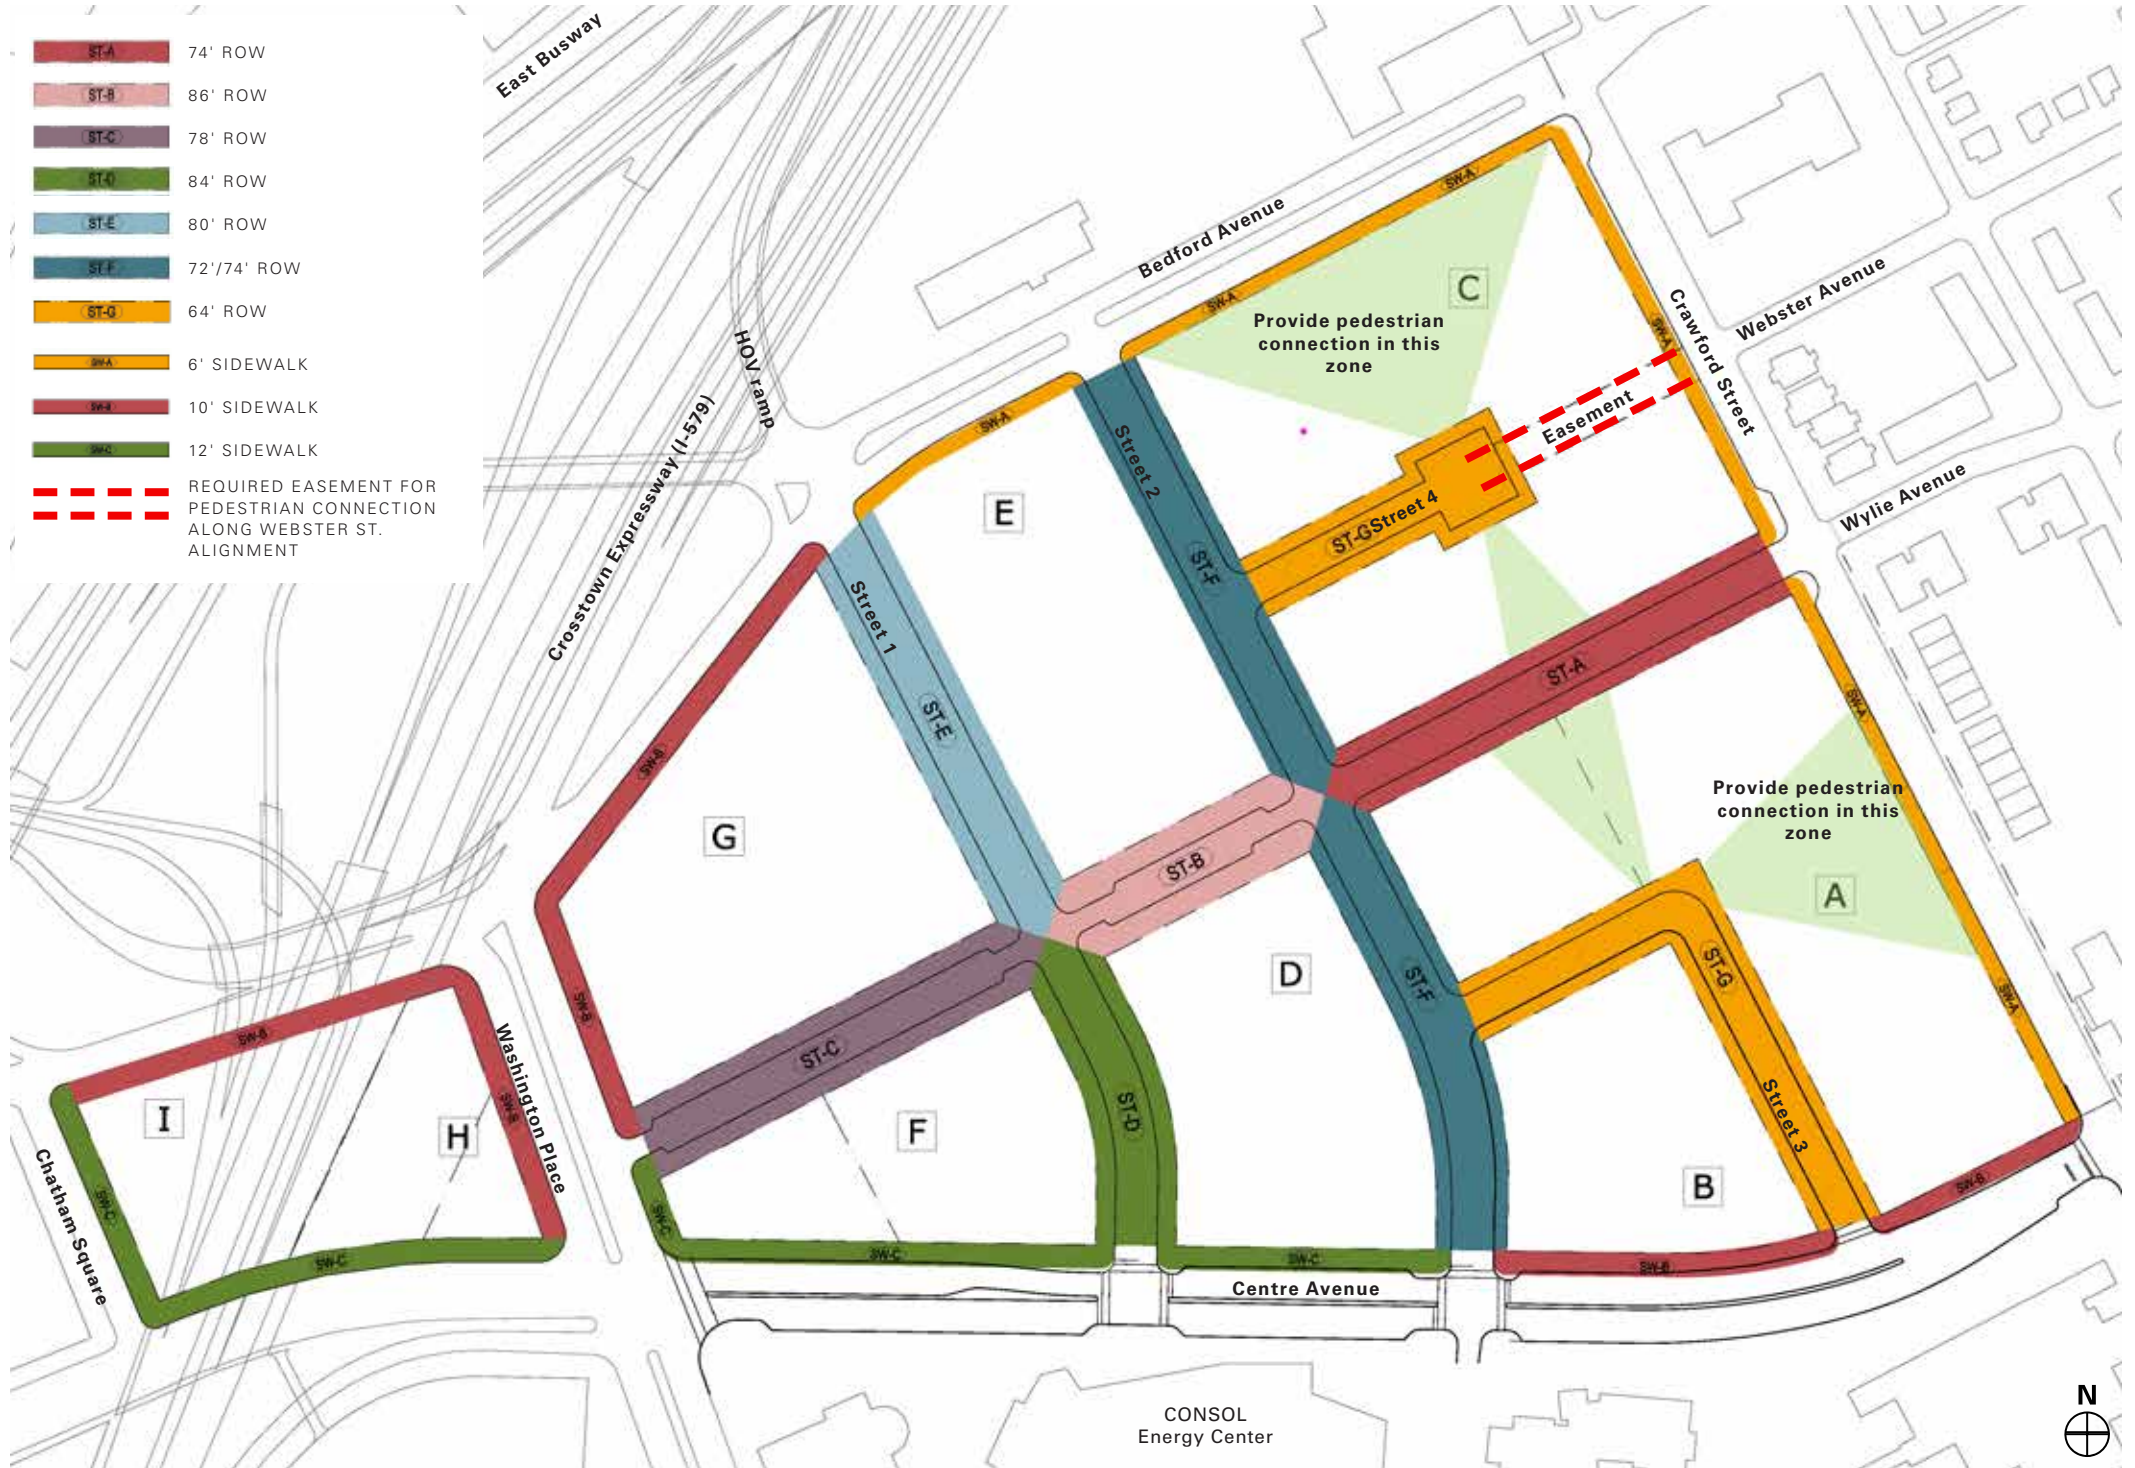 ST-A 74' ROW
ST-B 86' ROW
ST-C 78' ROW
ST-D 84' ROW
ST-E 80' ROW
ST-F 72'/74' ROW
ST-G 64' ROW
SW-A 6' SIDEWALK
SW-B 10' SIDEWALK
SW-C 12' SIDEWALK
REQUIRED EASEMENT FOR
PEDESTRIAN CONNECTION
ALONG WEBSTER ST.
ALIGNMENT
East Busway
HOV ramp
Crosstown Expressway (I-579)
Bedford Avenue
SW-A
SW-A
SW-A
C
Provide pedestrian
connection in this
zone
Crawford Street
SW-A
Webster Avenue
Wylie Avenue
Easement
Street 2
ST-F
ST-G
Street 4
E
Street 1
ST-E
ST-A
SW-A
SW-B
G
ST-B
Provide pedestrian
connection in this
zone
A
SW-A
ST-G
D
ST-F
SW-B
ST-C
ST-D
F
Street 3
B
SW-B
Washington Place
SW-B
SW-B
I
H
SW-C
Chatham Square
SW-C
SW-C
SW-C
SW-C
SW-B
Centre Avenue
CONSOL
Energy Center
N